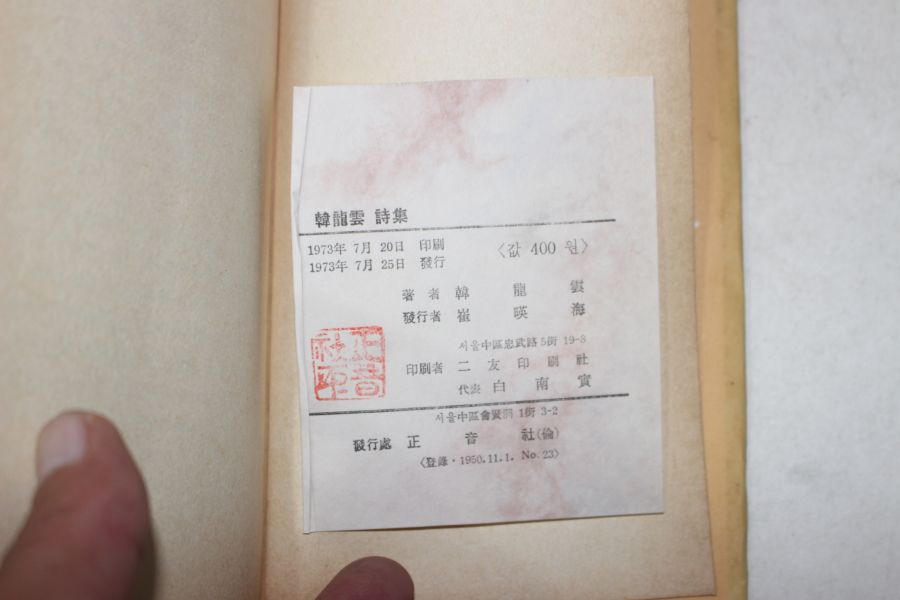 韓龍雲 詩集
1973年 7月 20日 印刷
1973年 7月 25日 發行
〈값 400 원〉
著者 韓龍雲
發行者 崔暎海
서울中區忠武路 5街 19-3
印刷者 二友印刷社
代表 白南實
서울中區會賢洞 1街 3-2
發行處 正音社(倫)
〈登錄·1950.11.1. No.23〉
正音社